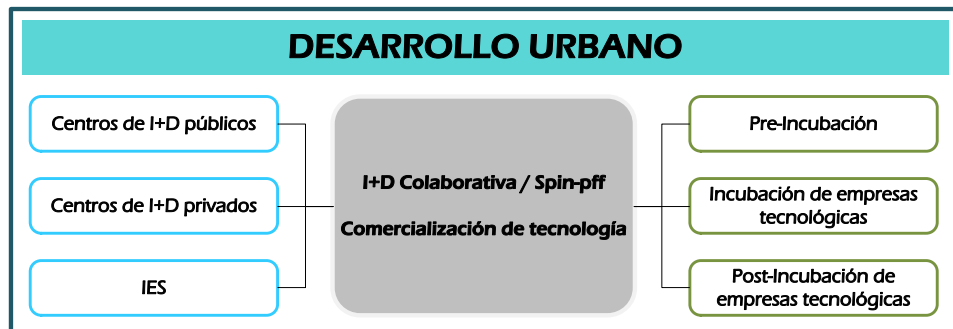 DESARROLLO URBANO
Centros de I+D públicos
Centros de I+D privados
IES
I+D Colaborativa / Spin-pff
Comercialización de tecnología
Pre-Incubación
Incubación de empresas
tecnológicas
Post-Incubación de
empresas tecnológicas